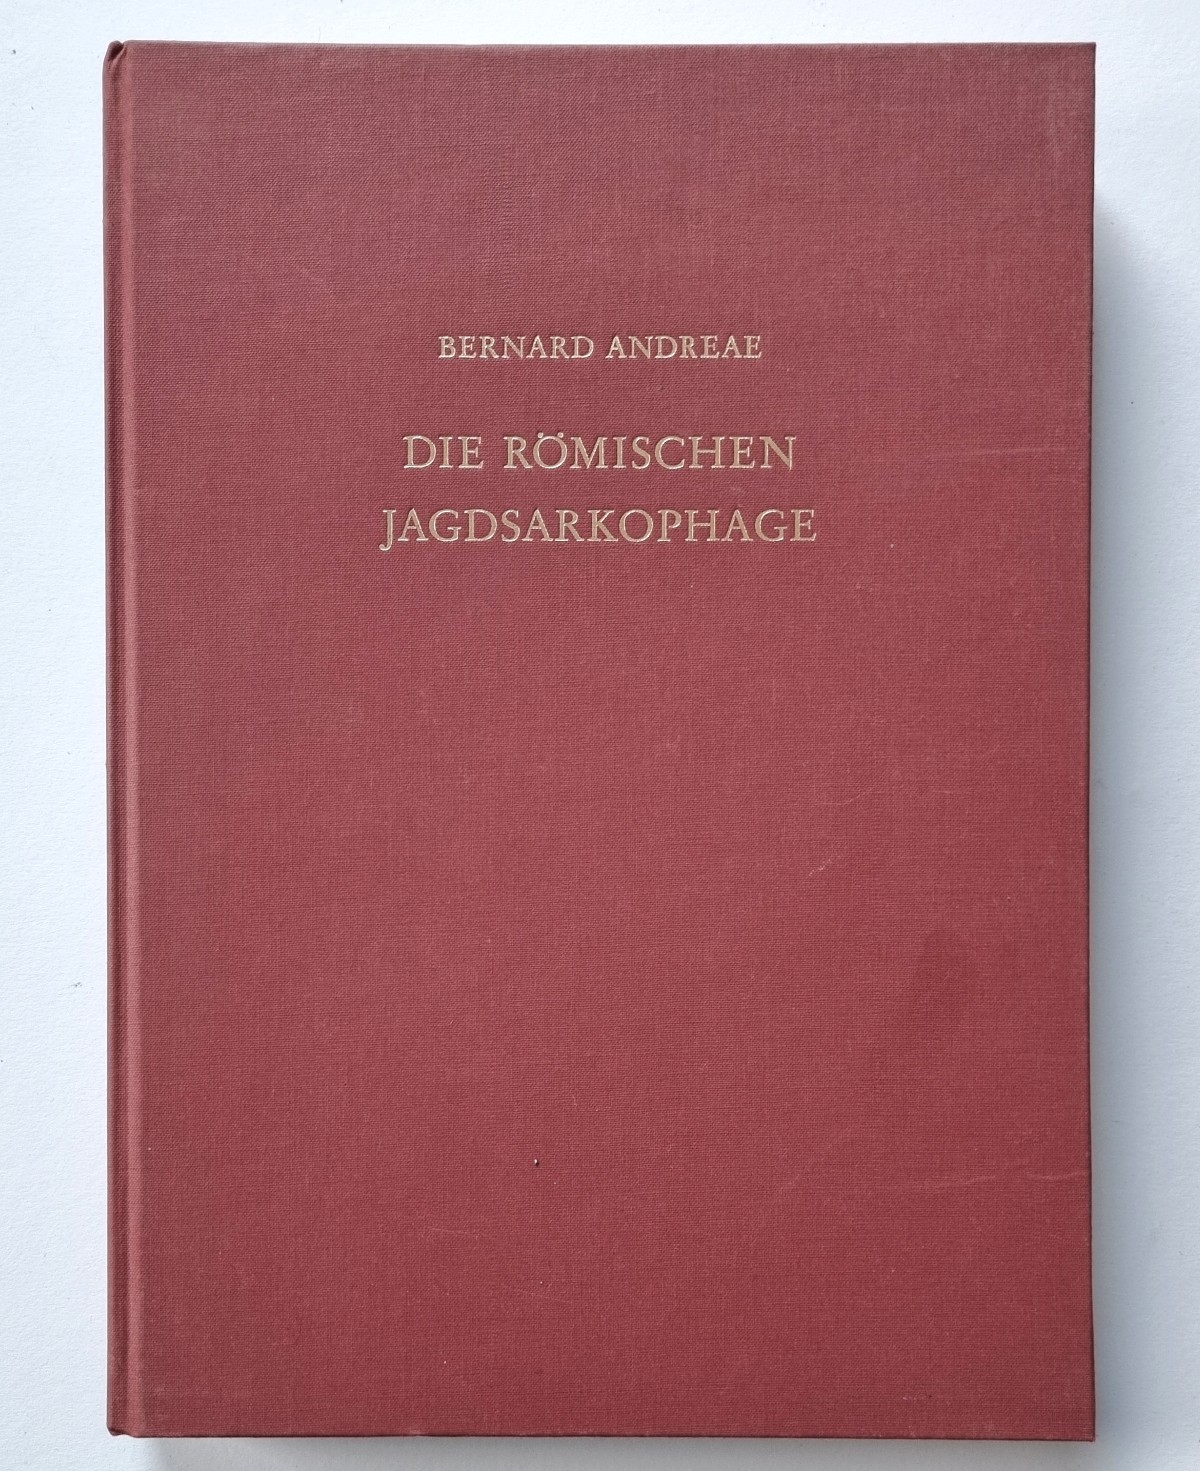 BERNARD ANDREAE
DIE RÖMISCHEN
JAGDSARKOPHAGE